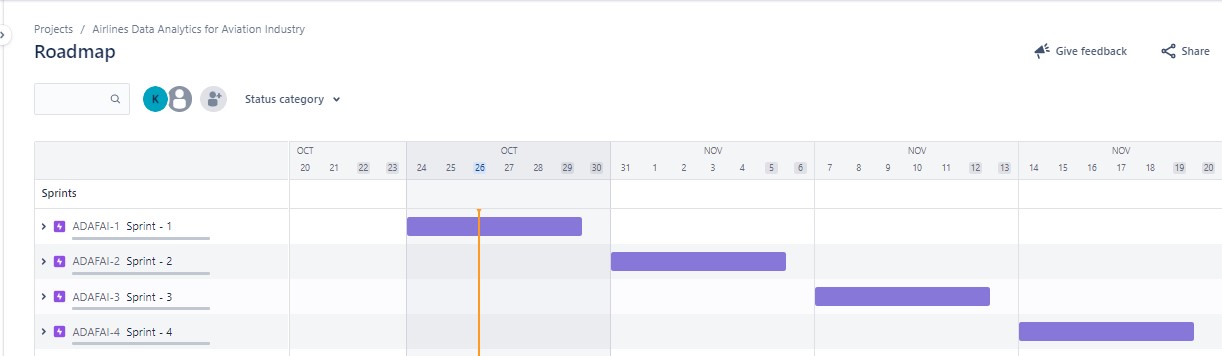 Projects / Airlines Data Analytics for Aviation Industry
Roadmap
Give feedback
Share
K
Status category
OCT OCT NOV NOV NOV
20 21 22 23 24 25 26 27 28 29 30 31 1 2 3 4 5 6 7 8 9 10 11 12 13 14 15 16 17 18 19 20
Sprints
ADAFAI-1 Sprint - 1
ADAFAI-2 Sprint - 2
ADAFAI-3 Sprint - 3
ADAFAI-4 Sprint - 4